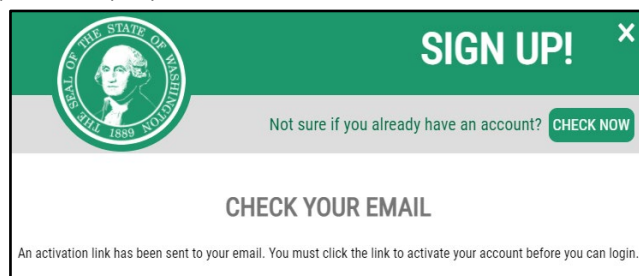 SIGN UP!
×
THE SEAL OF THE STATE OF WASHINGTON
1889
Not sure if you already have an account? CHECK NOW
CHECK YOUR EMAIL
An activation link has been sent to your email. You must click the link to activate your account before you can login.